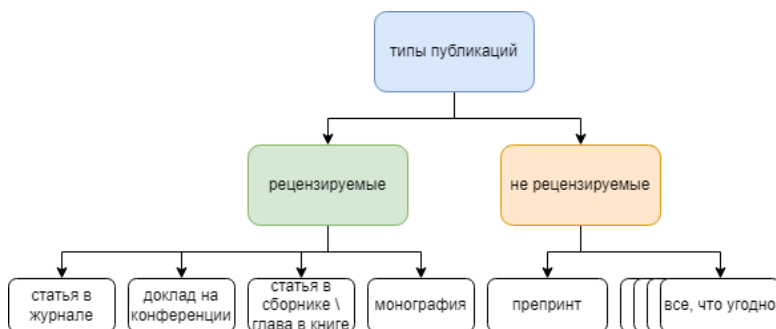 типы публикаций
рецензируемые
не рецензируемые
статья в
журнале
доклад на
конференции
статья в
сборнике \
глава в книге
монография
препринт
все, что угодно